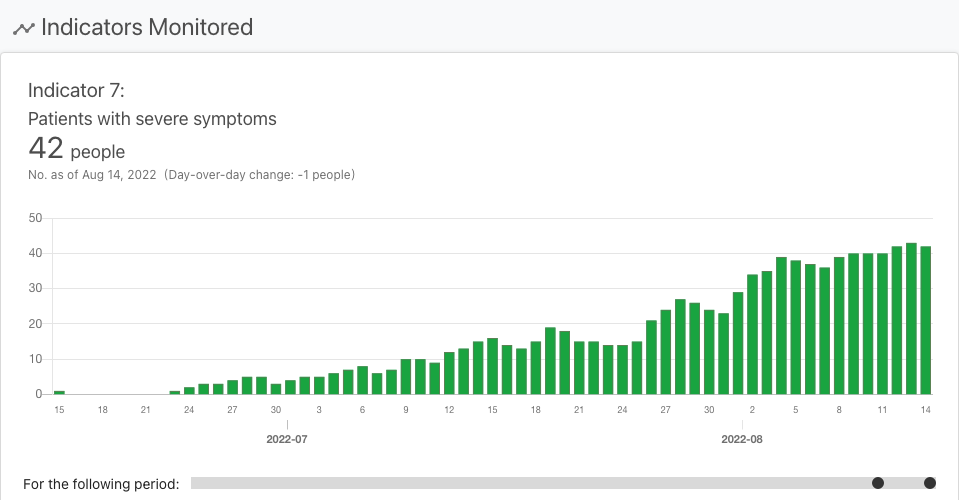 Indicators Monitored
Indicator 7:
Patients with severe symptoms
42 people
No. as of Aug 14, 2022 (Day-over-day change: -1 people)
50
40
30
20
10
0
15 18 21 24 27 30 3 6 9 12 15 18 21 24 27 30 2 5 8 11 14
2022-07 2022-08
For the following period: